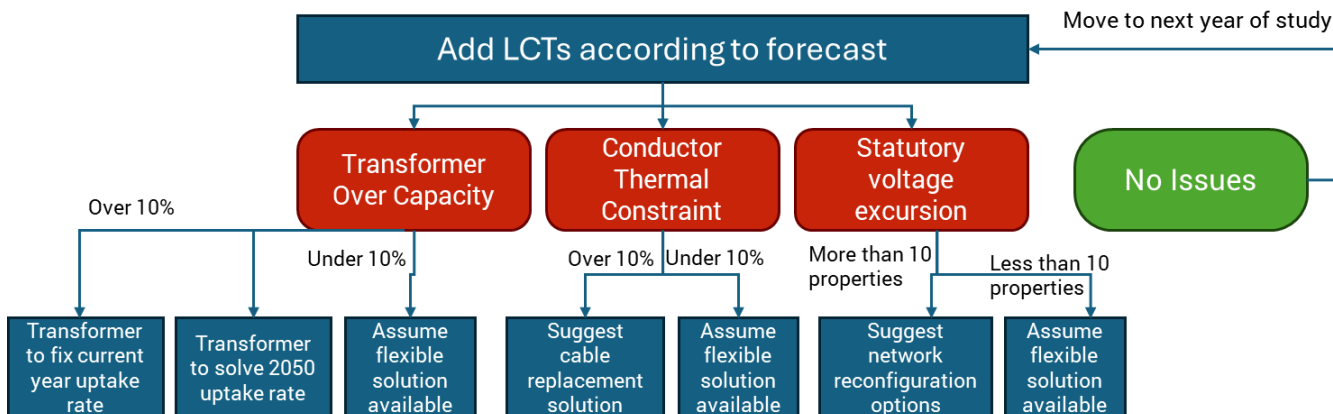 Move to next year of study
Add LCTs according to forecast
Transformer
Over Capacity
Conductor
Thermal
Constraint
Statutory
voltage
excursion
No Issues
Over 10%
Under 10%
Over 10%
Under 10%
More than 10
properties
Less than 10
properties
Transformer
to fix current
year uptake
rate
Transformer
to solve 2050
uptake rate
Assume
flexible
solution
available
Suggest
cable
replacement
solution
Assume
flexible
solution
available
Suggest
network
reconfiguration
options
Assume
flexible
solution
available